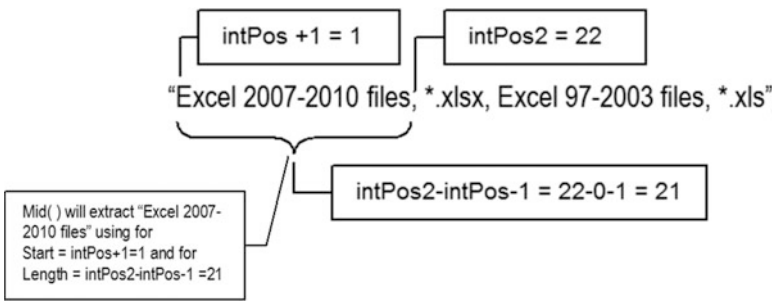 intPos +1 = 1
intPos2 = 22
“Excel 2007-2010 files, *.xlsx, Excel 97-2003 files, *.xls”
intPos2-intPos-1 = 22-0-1 = 21
Mid( ) will extract “Excel 2007-
2010 files” using for
Start = intPos+1=1 and for
Length = intPos2-intPos-1 =21